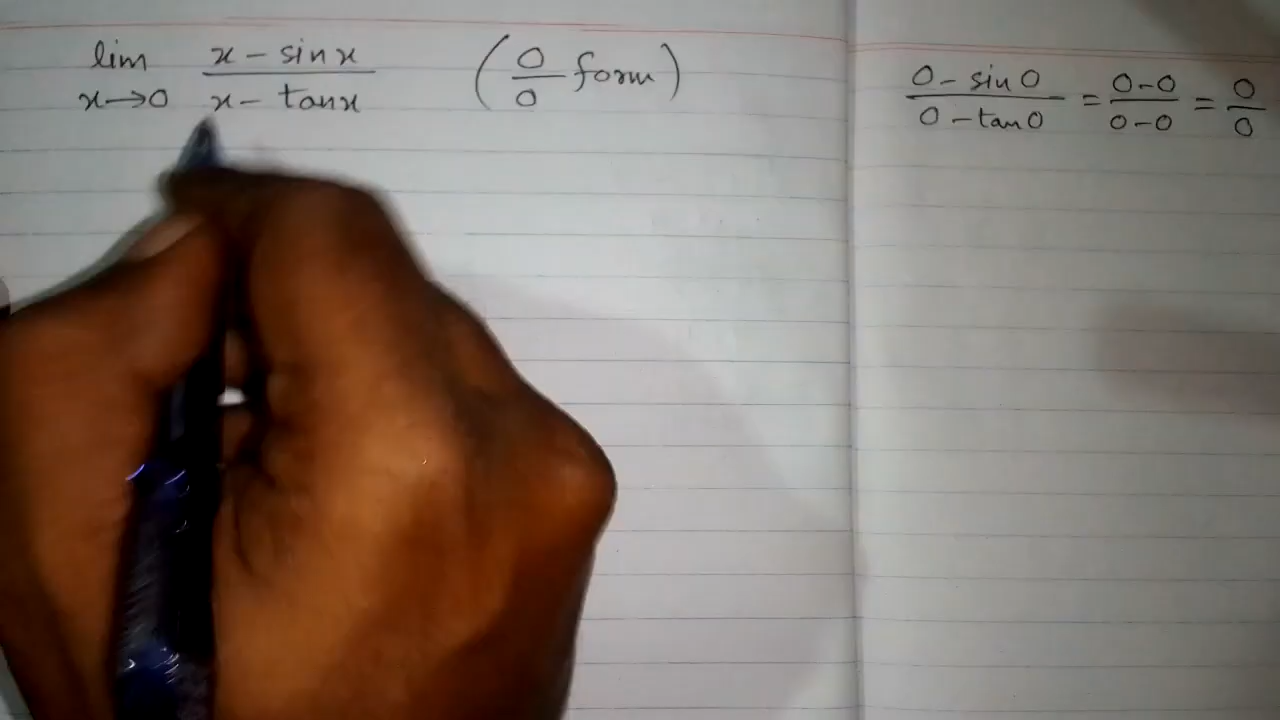 lim x→0 (x - sin x)/(x - tan x) (0/0 form)
(0 - sin 0)/(0 - tan 0) = (0-0)/(0-0) = 0/0